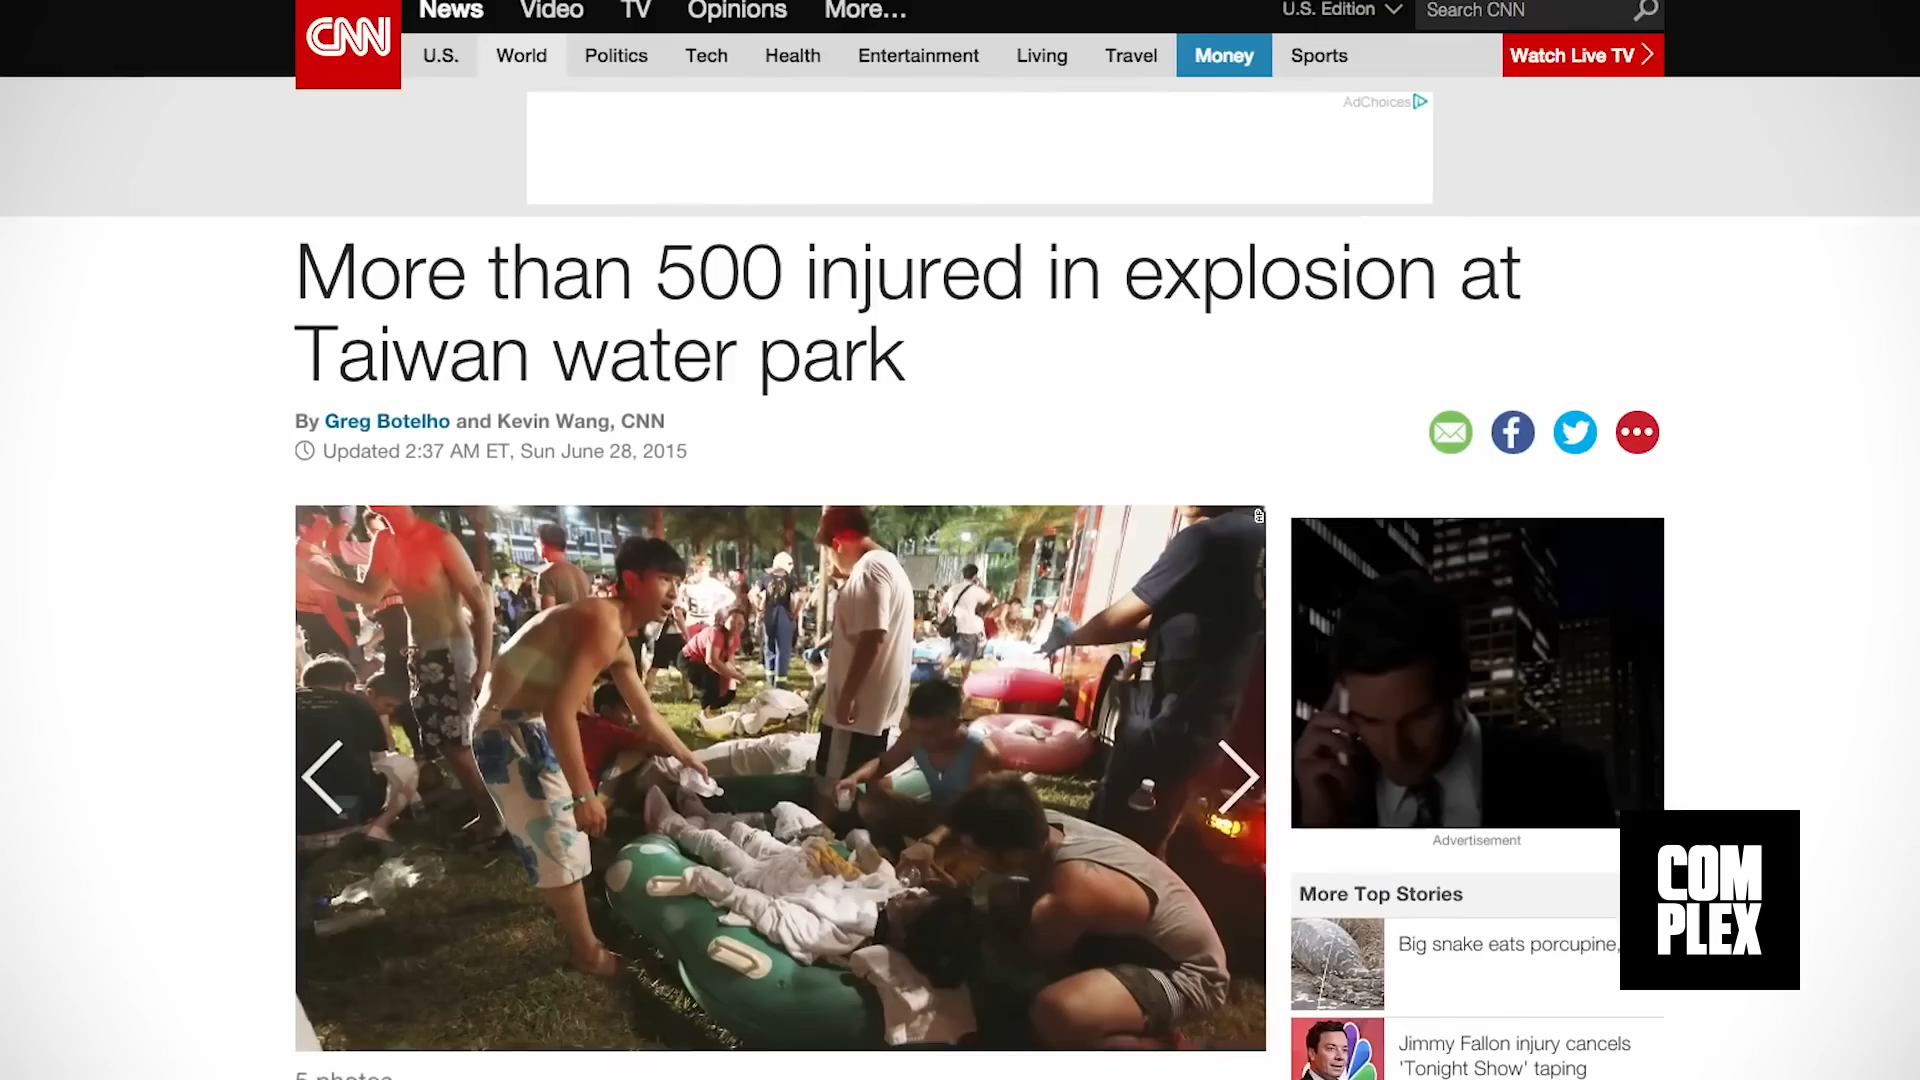 CNN
News Video TV Opinions More...
U.S. Edition
Search CNN
U.S. World Politics Tech Health Entertainment Living Travel Money Sports
Watch Live TV
AdChoices
More than 500 injured in explosion at
Taiwan water park
By Greg Botelho and Kevin Wang, CNN
Updated 2:37 AM ET, Sun June 28, 2015
AP
Advertisement
More Top Stories
Big snake eats porcupine,
Jimmy Fallon injury cancels
'Tonight Show' taping
COM
PLEX
5 photos